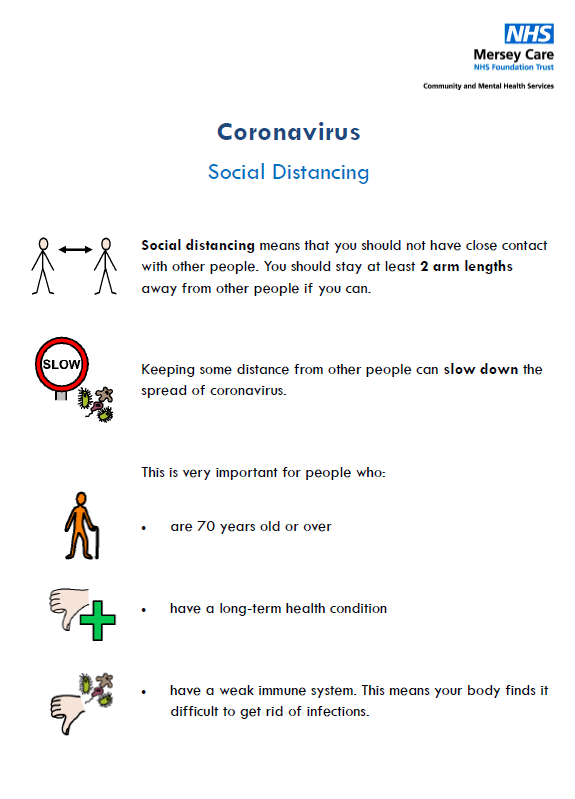 NHS
Mersey Care
NHS Foundation Trust
Community and Mental Health Services
Coronavirus
Social Distancing
Social distancing means that you should not have close contact
with other people. You should stay at least 2 arm lengths
away from other people if you can.
SLOW
Keeping some distance from other people can slow down the
spread of coronavirus.
This is very important for people who:
• are 70 years old or over
• have a long-term health condition
• have a weak immune system. This means your body finds it
difficult to get rid of infections.